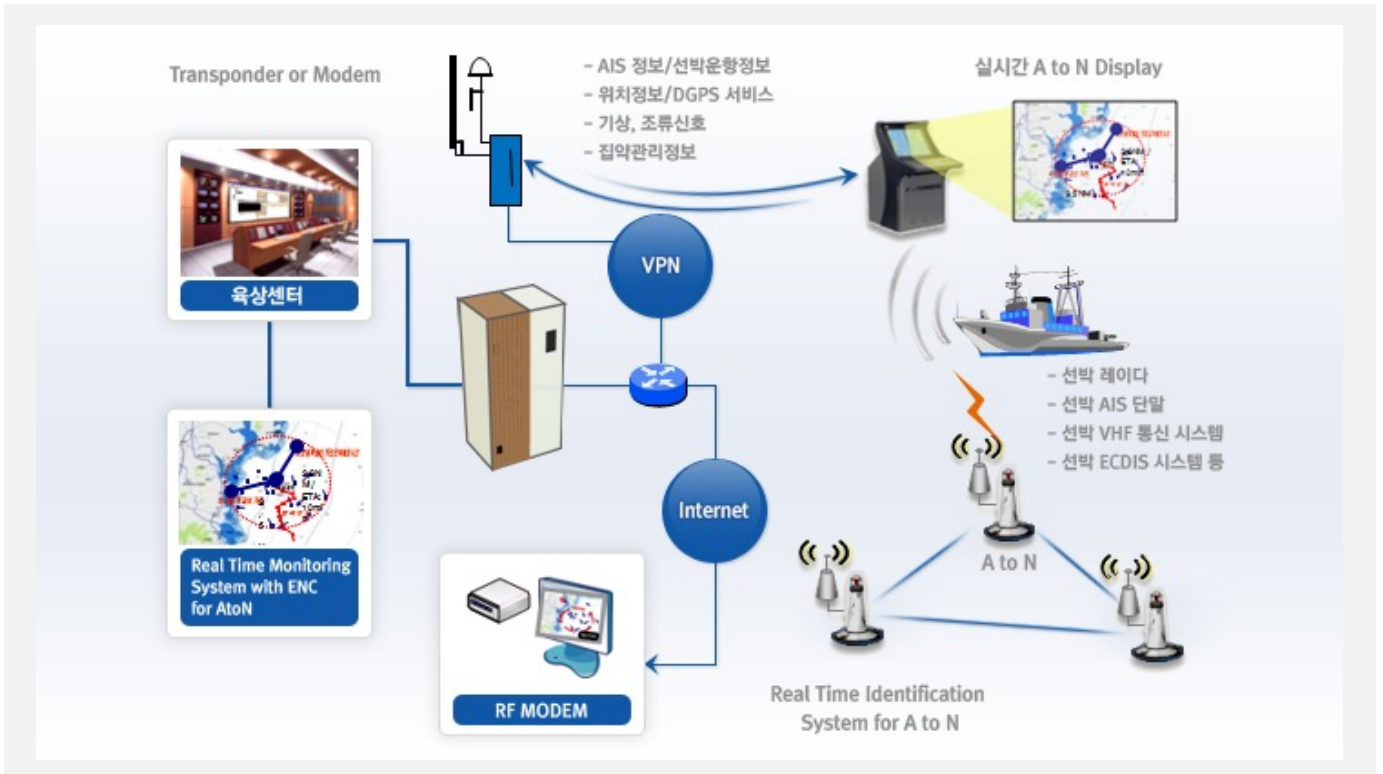 Transponder or Modem
- AIS 정보/선박운항정보
- 위치정보/DGPS 서비스
- 기상, 조류신호
- 집약관리정보
실시간 A to N Display
육상센터
VPN
- 선박 레이다
- 선박 AIS 단말
- 선박 VHF 통신 시스템
- 선박 ECDIS 시스템 등
Real Time Monitoring
System with ENC
for AtoN
Internet
A to N
RF MODEM
Real Time Identification
System for A to N